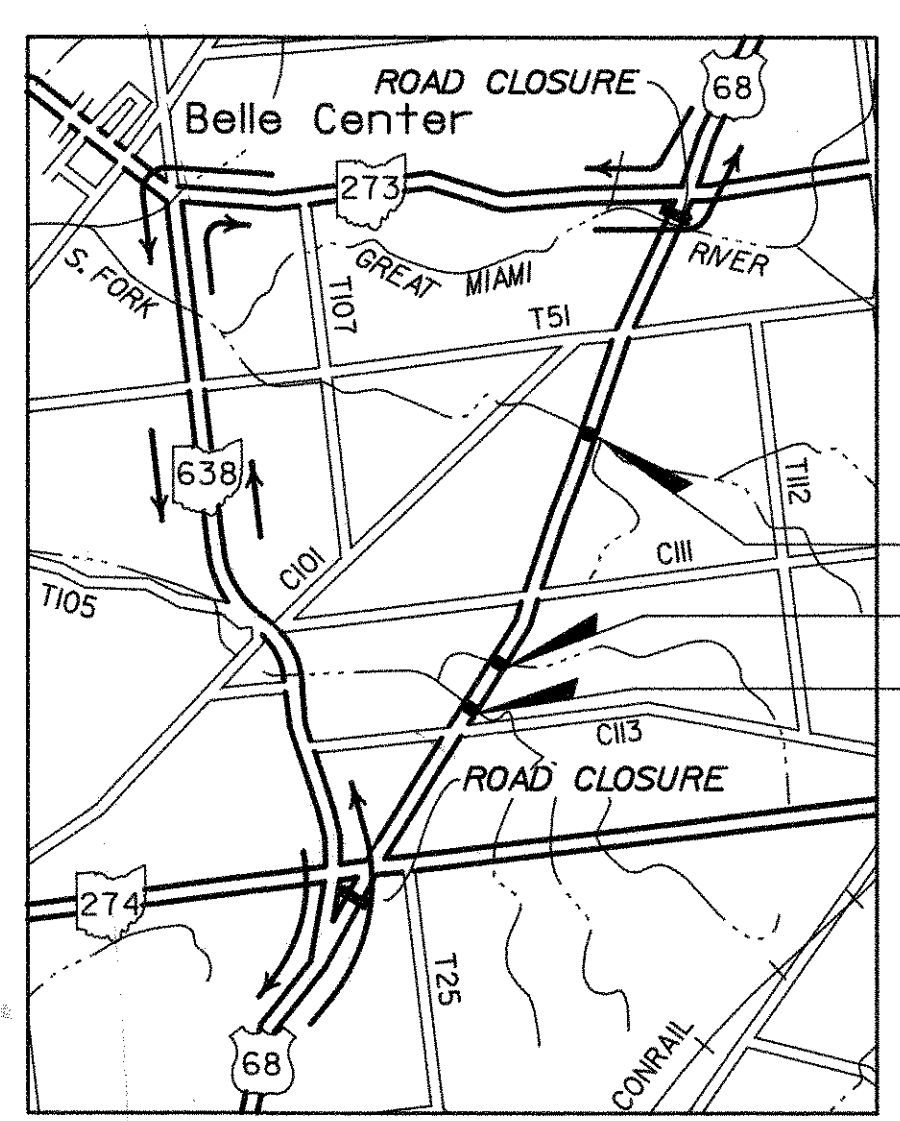 ROAD CLOSURE
68
Belle Center
273
S. FORK
GREAT MIAMI RIVER
T107
T51
638
T112
C101
C111
T105
C113
ROAD CLOSURE
274
T25
68
CONRAIL